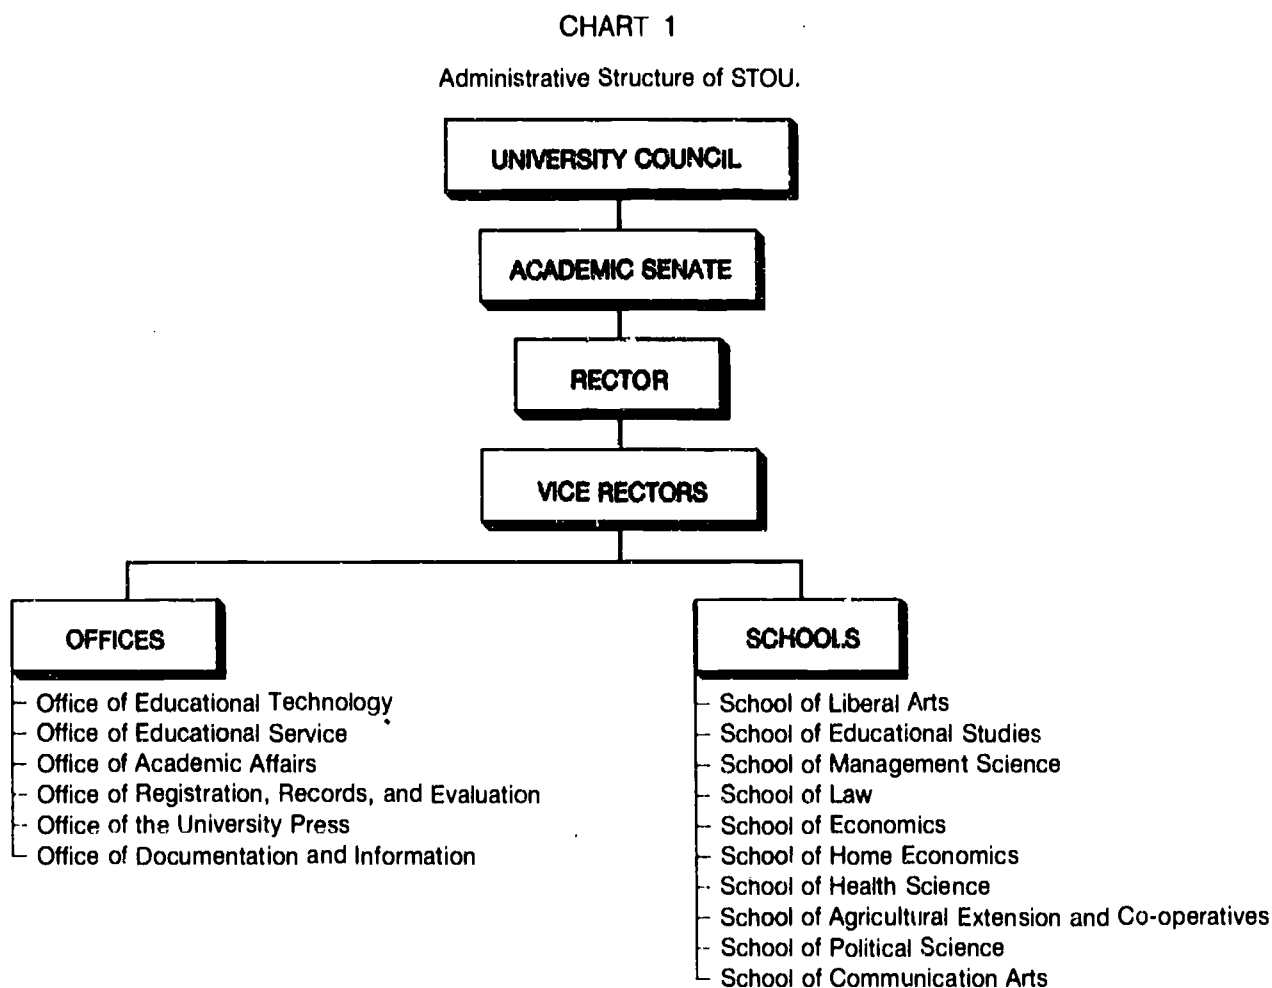 CHART 1
Administrative Structure of STOU.
UNIVERSITY COUNCIL
ACADEMIC SENATE
RECTOR
VICE RECTORS
OFFICES
Office of Educational Technology
Office of Educational Service
Office of Academic Affairs
Office of Registration, Records, and Evaluation
Office of the University Press
Office of Documentation and Information
SCHOOLS
School of Liberal Arts
School of Educational Studies
School of Management Science
School of Law
School of Economics
School of Home Economics
School of Health Science
School of Agricultural Extension and Co-operatives
School of Political Science
School of Communication Arts